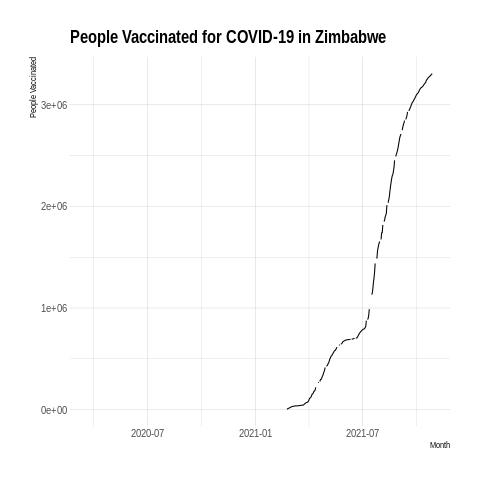 People Vaccinated for COVID-19 in Zimbabwe
People Vaccinated
3e+06
2e+06
1e+06
0e+00
2020-07 2021-01 2021-07
Month